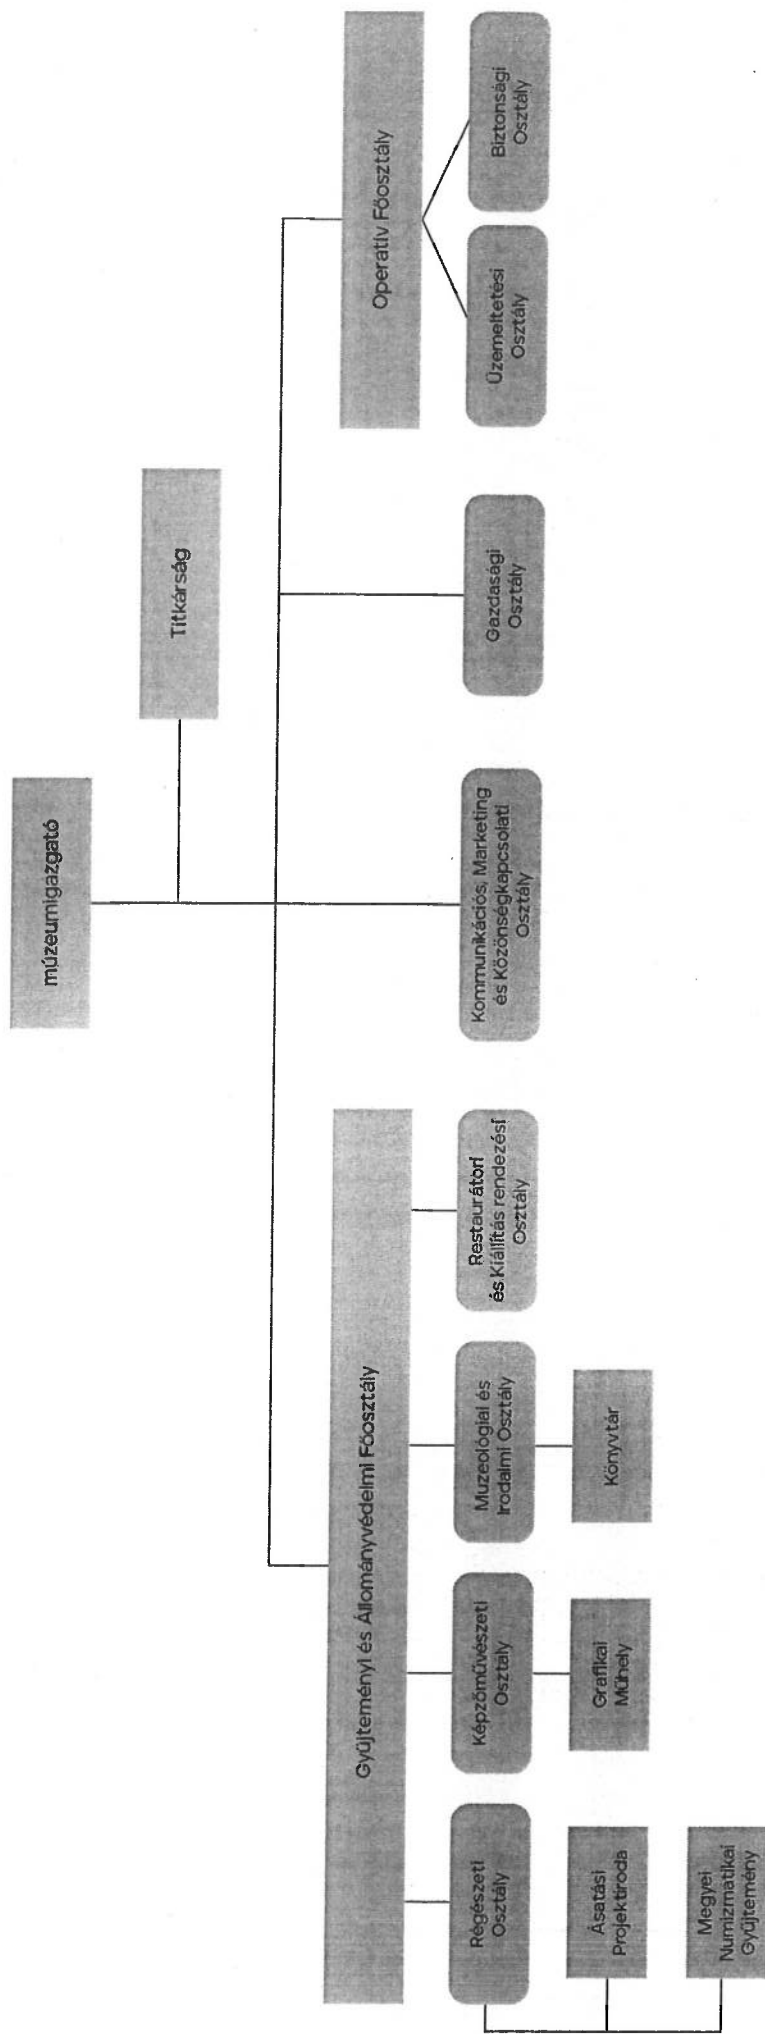 múzeumigazgató
Titkárság
Gyűjteményi és Állományvédelmi Főosztály
Operatív Főosztály
Régészeti
Osztály
Képzőművészeti
Osztály
Muzeológiai és
Irodalmi Osztály
Restaurátori
és Kiállítás rendezési
Osztály
Kommunikációs, Marketing
és Közönségkapcsolati
Osztály
Gazdasági
Osztály
Üzemeltetési
Osztály
Biztonsági
Osztály
Ásatási
Projektiroda
Grafikai
Műhely
Könyvtár
Megyei
Numizmatikai
Gyűjtemény